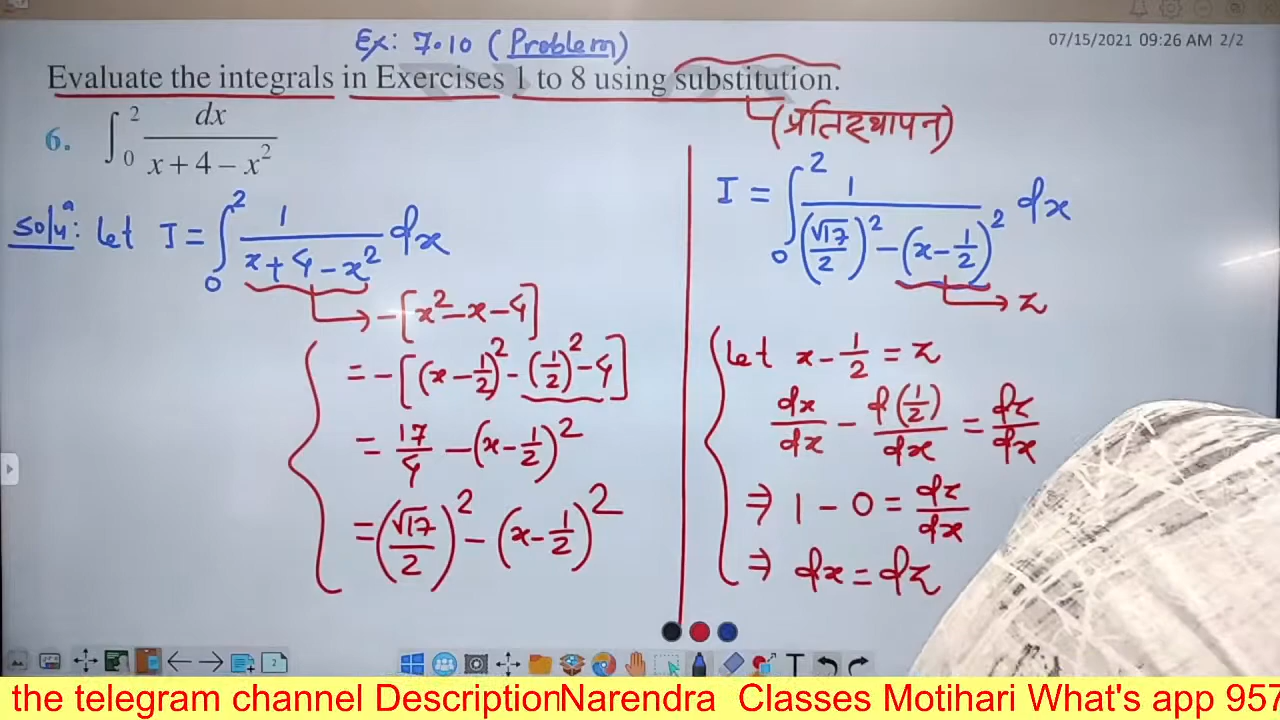 Ex: 7.10 (Problem)
07/15/2021 09:26 AM 2/2
Evaluate the integrals in Exercises 1 to 8 using substitution.
(प्रतिस्थापन)
6. ∫₀² dx/(x + 4 – x²)
Solⁿ: Let I = ∫₀² 1/(x + 4 - x²) dx
→ -[x² - x - 4]
= -[(x - 1/2)² - (1/2)² - 4]
= 17/4 - (x - 1/2)²
= (√17/2)² - (x - 1/2)²
I = ∫₀² 1/((√17/2)² - (x - 1/2)²) dx
→ z
Let x - 1/2 = z
dx/dx - d(1/2)/dx = dz/dx
⇒ 1 - 0 = dz/dx
⇒ dx = dz
the telegram channel DescriptionNarendra Classes Motihari What's app 957